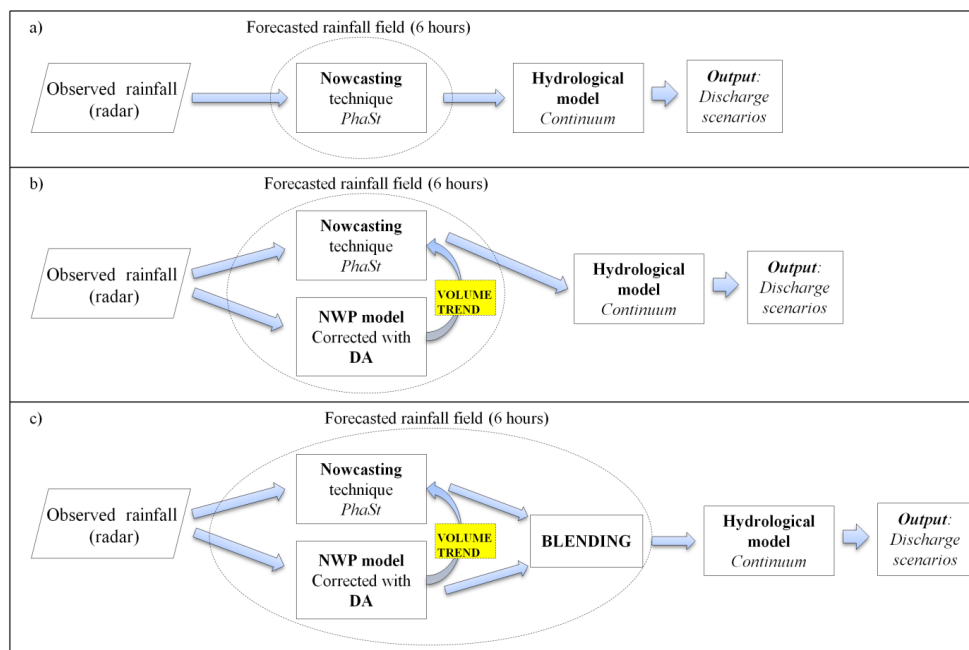 a)
Forecasted rainfall field (6 hours)
Observed rainfall
(radar)
Nowcasting
technique
PhaSt
Hydrological
model
Continuum
Output:
Discharge
scenarios
b)
Forecasted rainfall field (6 hours)
Observed rainfall
(radar)
Nowcasting
technique
PhaSt
VOLUME
TREND
NWP model
Corrected with
DA
Hydrological
model
Continuum
Output:
Discharge
scenarios
c)
Forecasted rainfall field (6 hours)
Observed rainfall
(radar)
Nowcasting
technique
PhaSt
VOLUME
TREND
NWP model
Corrected with
DA
BLENDING
Hydrological
model
Continuum
Output:
Discharge
scenarios